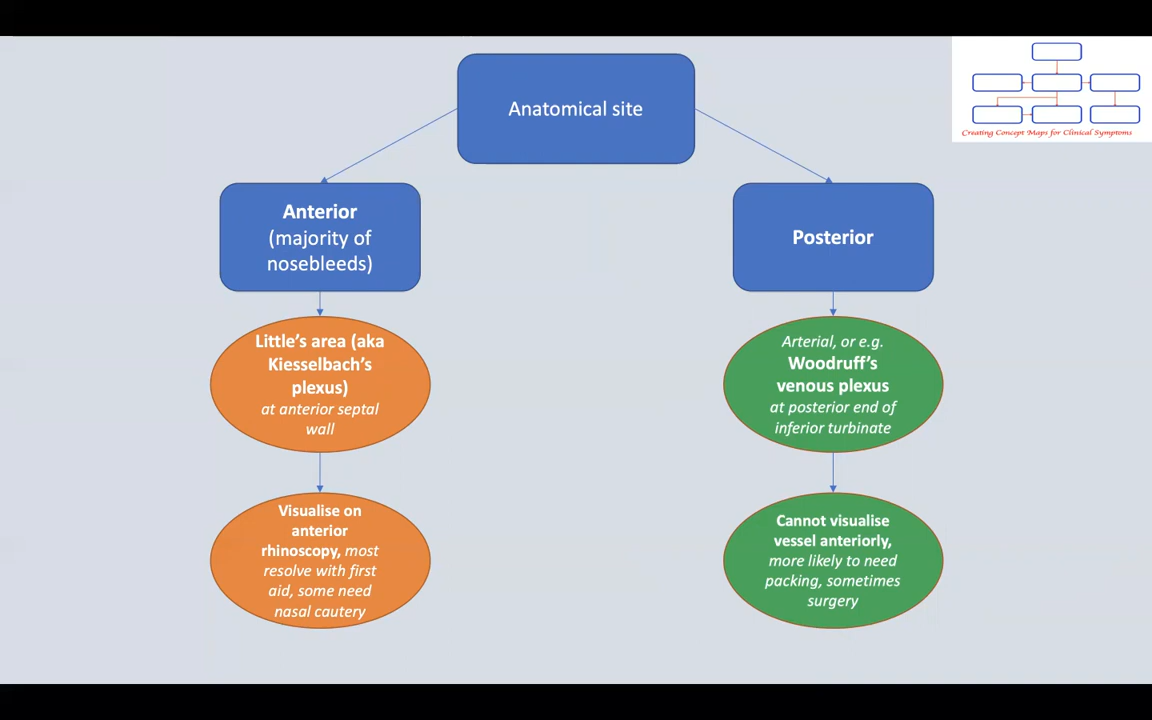 Anatomical site
Creating Concept Maps for Clinical Symptoms
Anterior
(majority of
nosebleeds)
Posterior
Little's area (aka
Kiesselbach's
plexus)
at anterior septal
wall
Arterial, or e.g.
Woodruff's
venous plexus
at posterior end of
inferior turbinate
Visualise on
anterior
rhinoscopy, most
resolve with first
aid, some need
nasal cautery
Cannot visualise
vessel anteriorly,
more likely to need
packing, sometimes
surgery